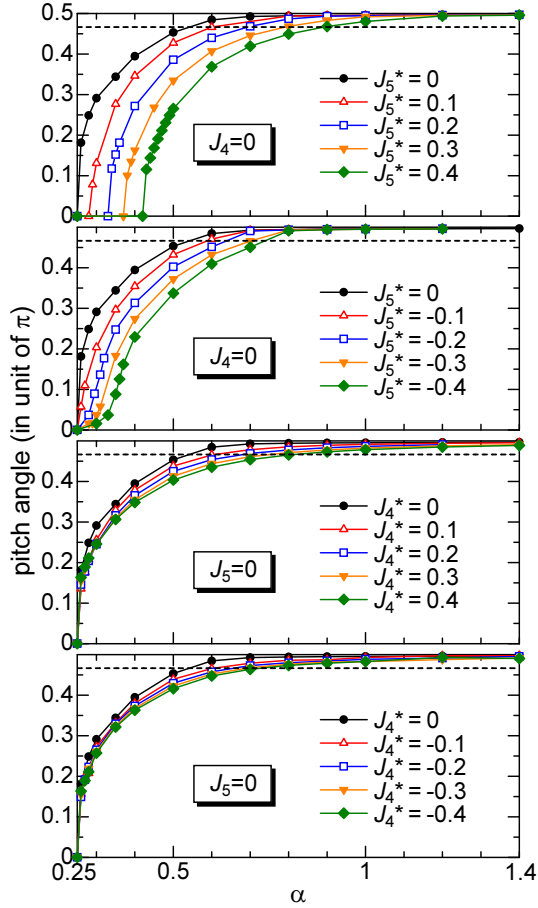 pitch angle (in unit of π)
0.5
0.4
0.3
0.2
0.1
0
J4=0
J5* = 0
J5* = 0.1
J5* = 0.2
J5* = 0.3
J5* = 0.4
0.4
0.3
0.2
0.1
0
J4=0
J5* = 0
J5* = -0.1
J5* = -0.2
J5* = -0.3
J5* = -0.4
0.4
0.3
0.2
0.1
0
J5=0
J4* = 0
J4* = 0.1
J4* = 0.2
J4* = 0.3
J4* = 0.4
0.5
0.4
0.3
0.2
0.1
0
J5=0
J4* = 0
J4* = -0.1
J4* = -0.2
J4* = -0.3
J4* = -0.4
0.25 0.5 1 1.4
α